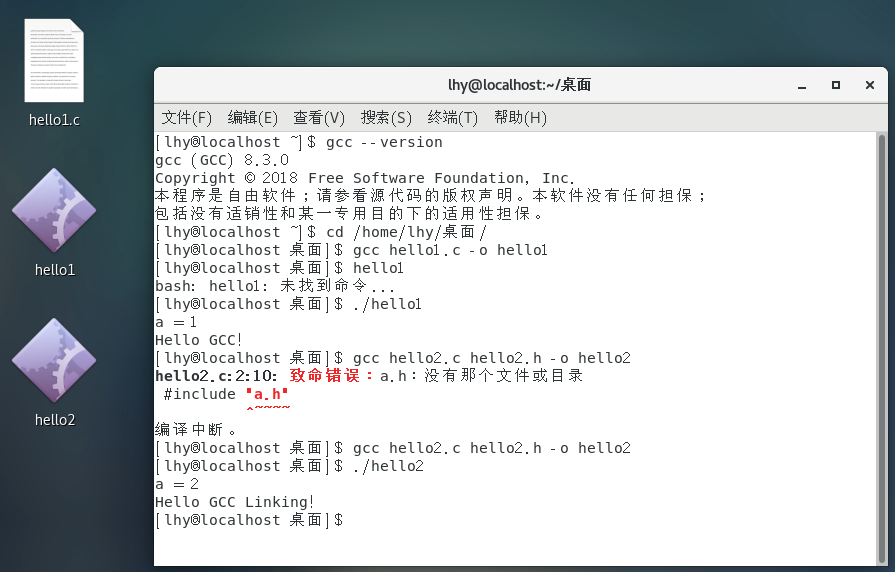 hello1.c
hello1
hello2
lhy@localhost:~/桌面
文件(F) 编辑(E) 查看(V) 搜索(S) 终端(T) 帮助(H)
[lhy@localhost ~]$ gcc --version
gcc (GCC) 8.3.0
Copyright © 2018 Free Software Foundation, Inc.
本程序是自由软件；请参看源代码的版权声明。本软件没有任何担保；
包括没有适销性和某一专用目的下的适用性担保。
[lhy@localhost ~]$ cd /home/lhy/桌面/
[lhy@localhost 桌面]$ gcc hello1.c -o hello1
[lhy@localhost 桌面]$ hello1
bash: hello1: 未找到命令...
[lhy@localhost 桌面]$ ./hello1
a =1
Hello GCC!
[lhy@localhost 桌面]$ gcc hello2.c hello2.h -o hello2
hello2.c:2:10: 致命错误：a.h：没有那个文件或目录
 #include "a.h"
          ^~~~~
编译中断。
[lhy@localhost 桌面]$ gcc hello2.c hello2.h -o hello2
[lhy@localhost 桌面]$ ./hello2
a =2
Hello GCC Linking!
[lhy@localhost 桌面]$